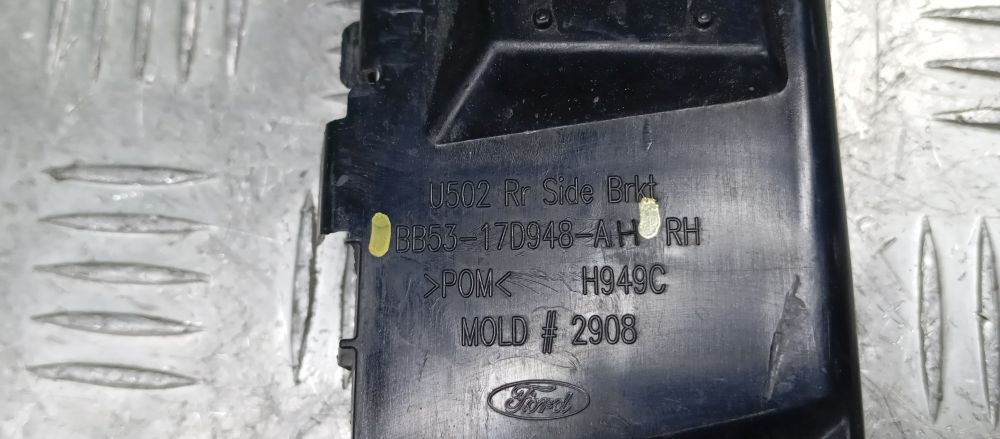 U502 Rr Side Brkt
BB53-17D948-AH RH
>POM< H949C
MOLD # 2908
Ford